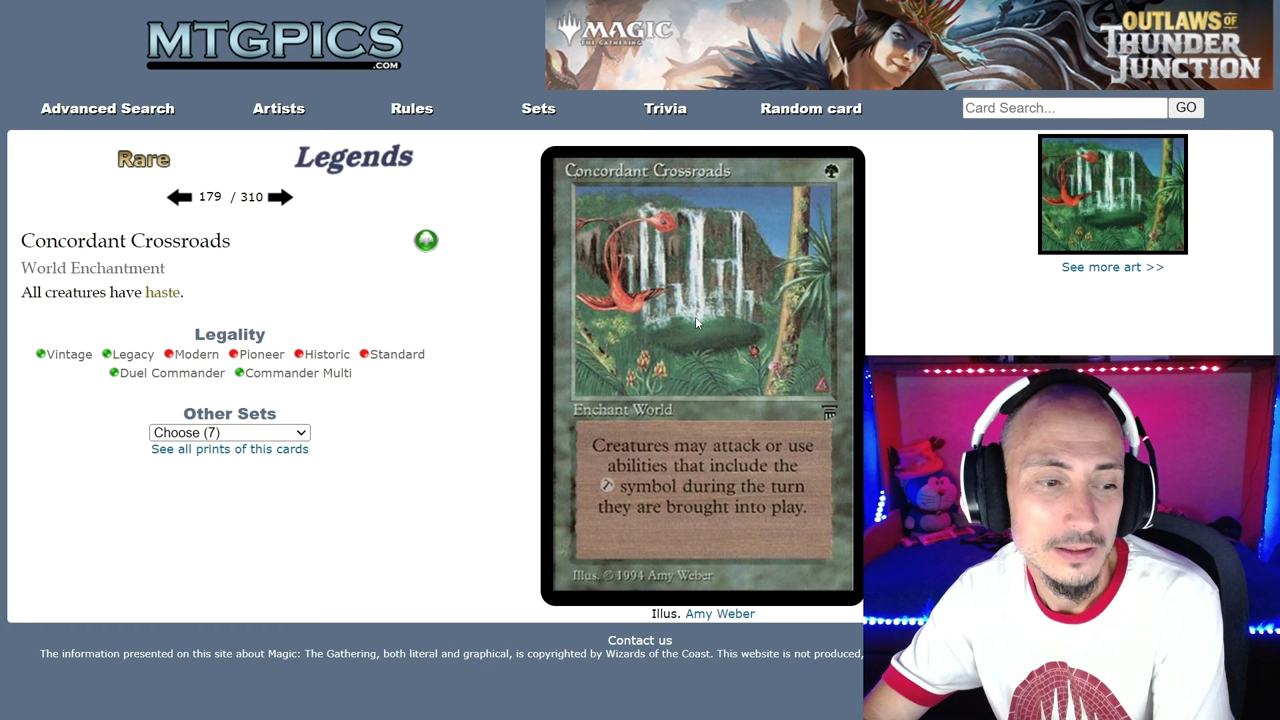 MTGPICS
.COM
MAGIC
THE GATHERING
OUTLAWS OF
THUNDER
JUNCTION
Advanced Search
Artists
Rules
Sets
Trivia
Random card
Card Search...
GO
Rare
Legends
179 / 310
Concordant Crossroads
World Enchantment
All creatures have haste.
Legality
Vintage Legacy Modern Pioneer Historic Standard
Duel Commander Commander Multi
Other Sets
Choose (7)
See all prints of this cards
Concordant Crossroads
Enchant World
Creatures may attack or use
abilities that include the
T symbol during the turn
they are brought into play.
Illus. © 1994 Amy Weber
Illus. Amy Weber
See more art >>
Contact us
The information presented on this site about Magic: The Gathering, both literal and graphical, is copyrighted by Wizards of the Coast. This website is not produced,